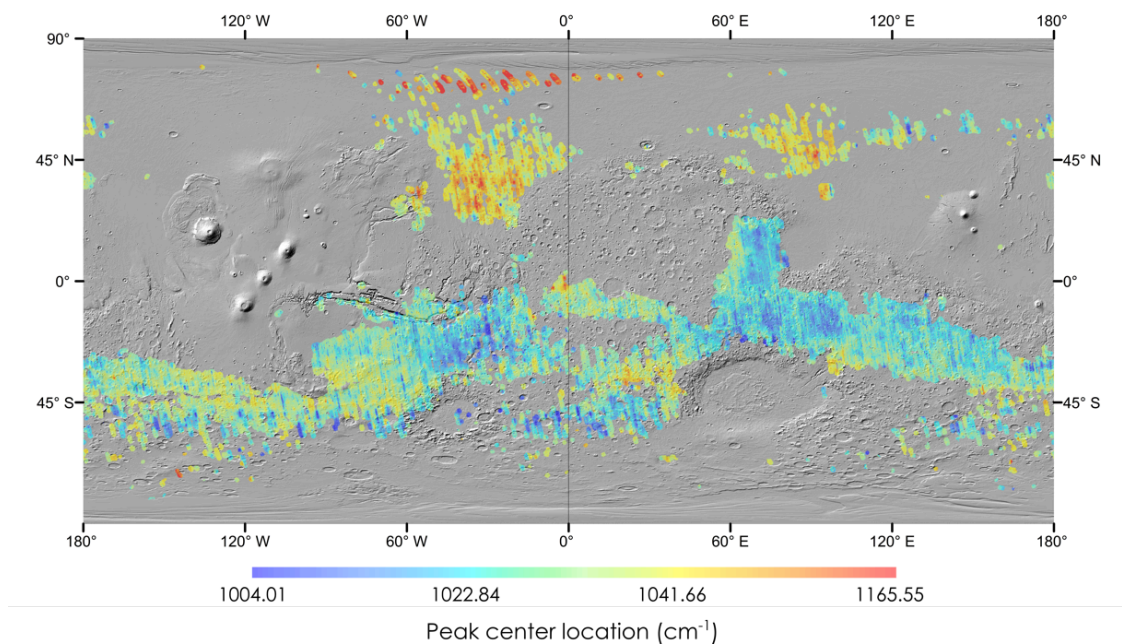 120° W 60° W 0° 60° E 120° E 180°
90°
45° N 45° N
0° 0°
45° S 45° S
180° 120° W 60° W 0° 60° E 120° E 180°
1004.01 1022.84 1041.66 1165.55
Peak center location (cm⁻¹)